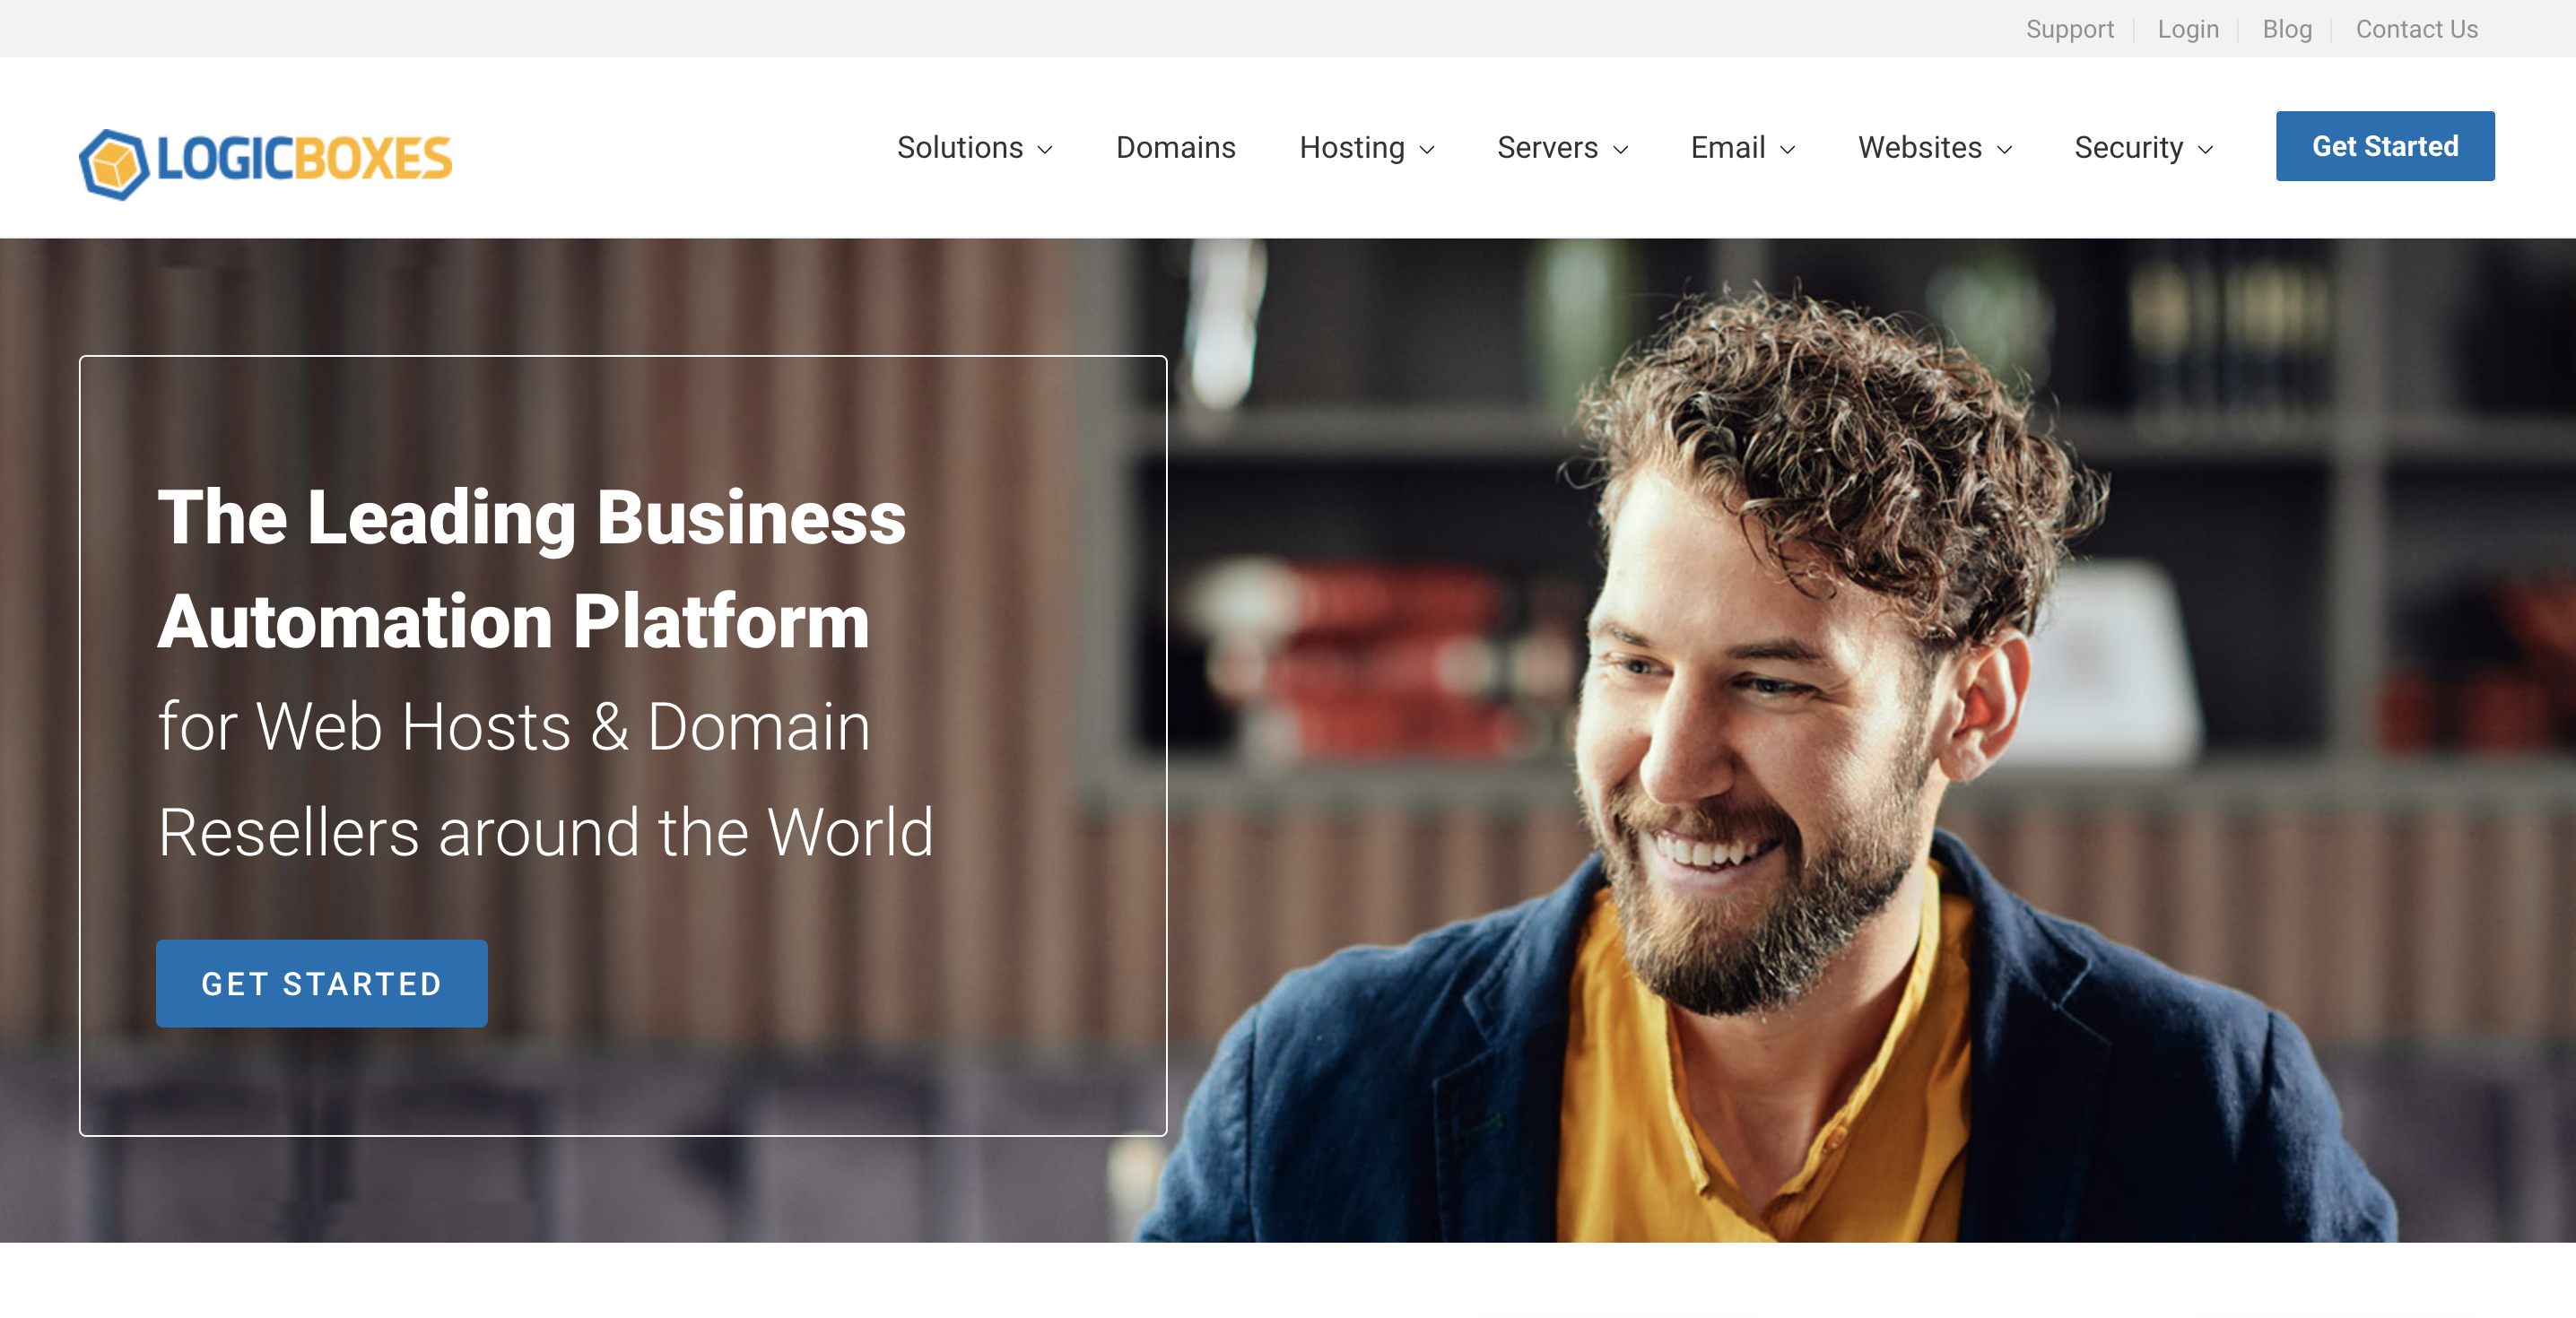 Support Login Blog Contact Us
LOGICBOXES Solutions Domains Hosting Servers Email Websites Security Get Started
The Leading Business
Automation Platform
for Web Hosts & Domain
Resellers around the World
GET STARTED